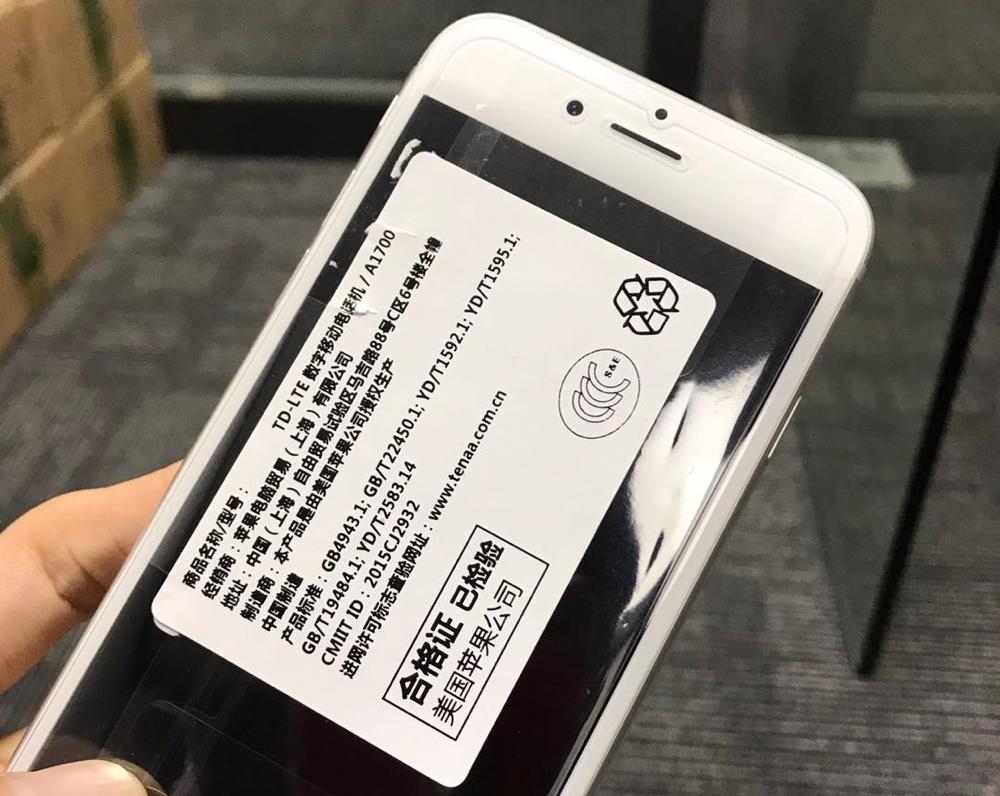 商品名称/型号： TD-LTE 数字移动电话机 / A1700
经销商：苹果电脑贸易（上海）有限公司
地址：中国（上海）自由贸易试验区马吉路88号C区6号楼全幢
制造商：本产品是由美国苹果公司授权生产
中国制造
产品标准：GB4943.1; GB/T22450.1; YD/T1592.1; YD/T1595.1;
GB/T19484.1; YD/T2583.14
CMIIT ID：2015CJ2932
进网许可标志查验网址：www.tenaa.com.cn
合格证 已检验
美国苹果公司
CCC
S&E